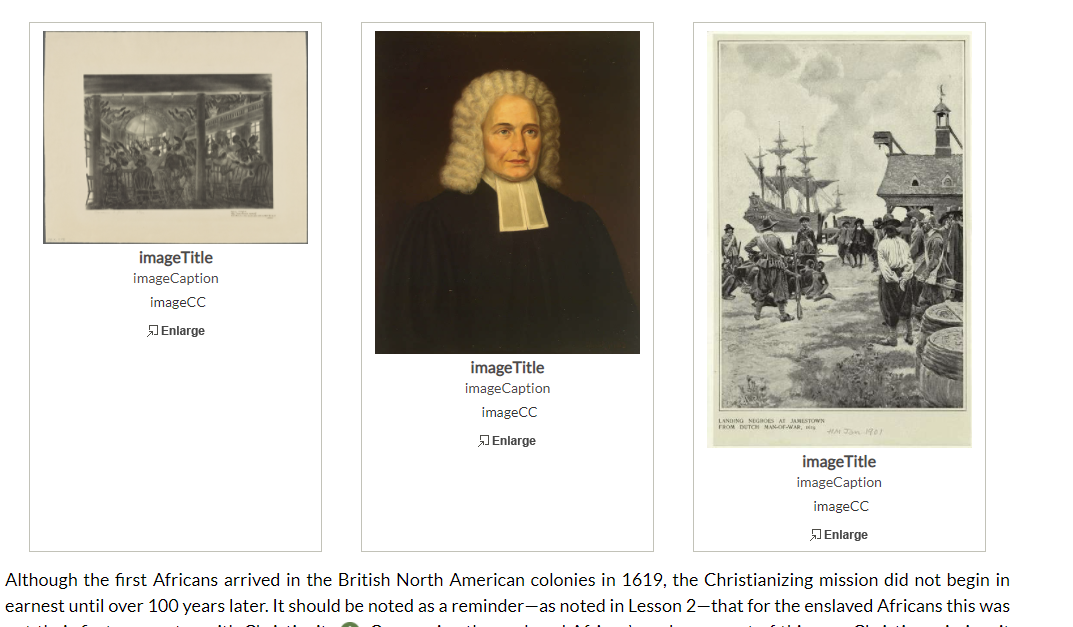 imageTitle
imageCaption
imageCC
Enlarge
imageTitle
imageCaption
imageCC
Enlarge
LANDING NEGROES AT JAMESTOWN
FROM DUTCH MAN-OF-WAR, 1619
imageTitle
imageCaption
imageCC
Enlarge
Although the first Africans arrived in the British North American colonies in 1619, the Christianizing mission did not begin in
earnest until over 100 years later. It should be noted as a reminder—as noted in Lesson 2—that for the enslaved Africans this was